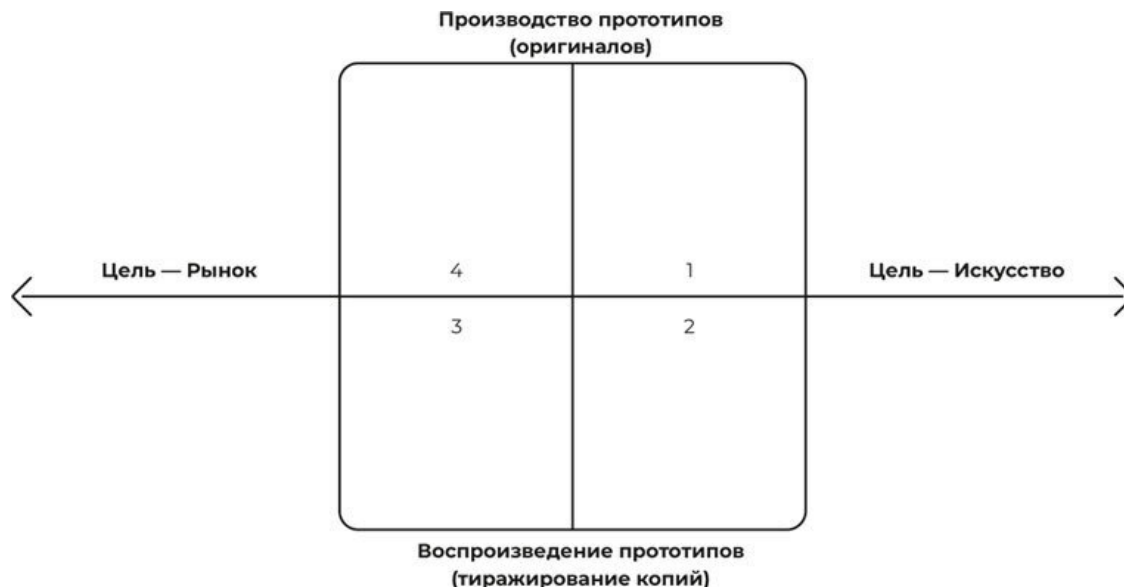 Производство прототипов
(оригиналов)
Цель — Рынок
4
1
Цель — Искусство
3
2
Воспроизведение прототипов
(тиражирование копий)